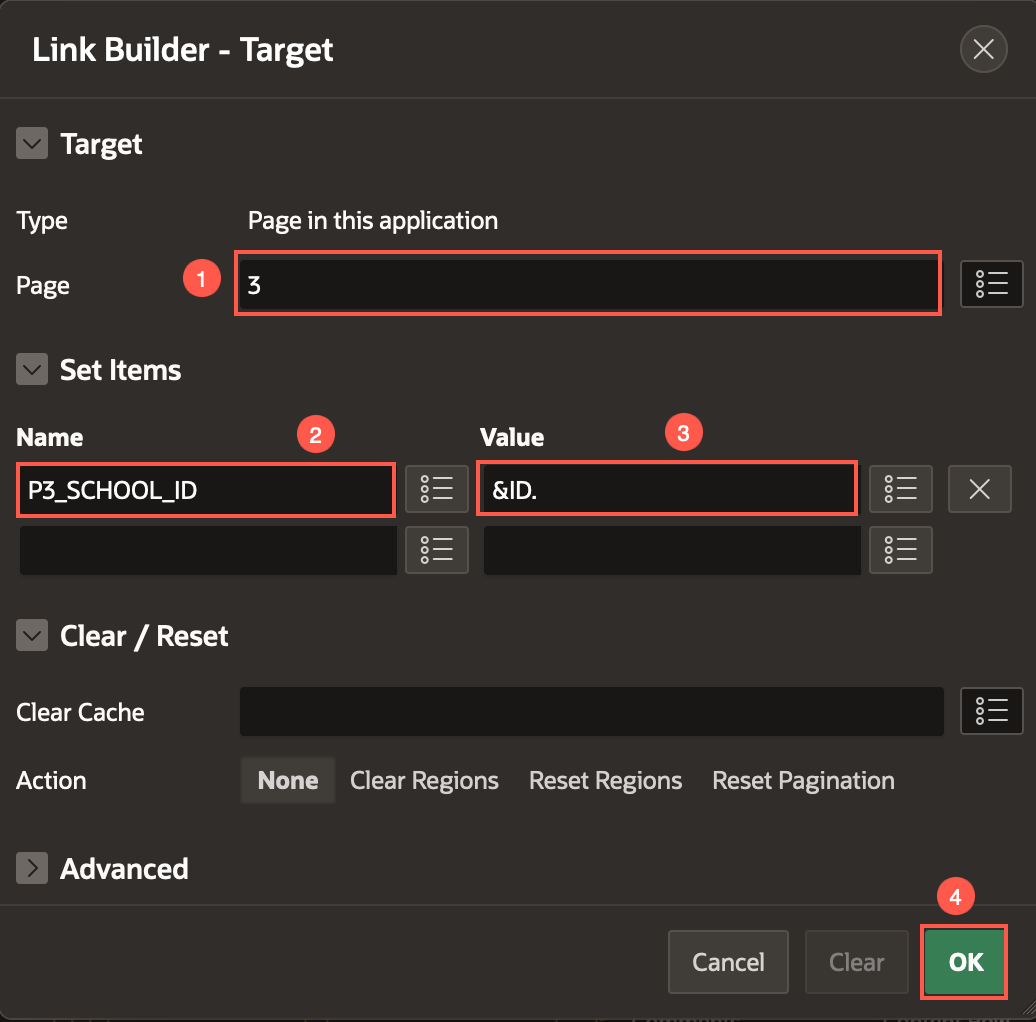 Link Builder - Target
Target
Type Page in this application
Page 1 3
Set Items
Name 2 Value 3
P3_SCHOOL_ID &ID.
Clear / Reset
Clear Cache
Action None Clear Regions Reset Regions Reset Pagination
Advanced
4
Cancel Clear OK